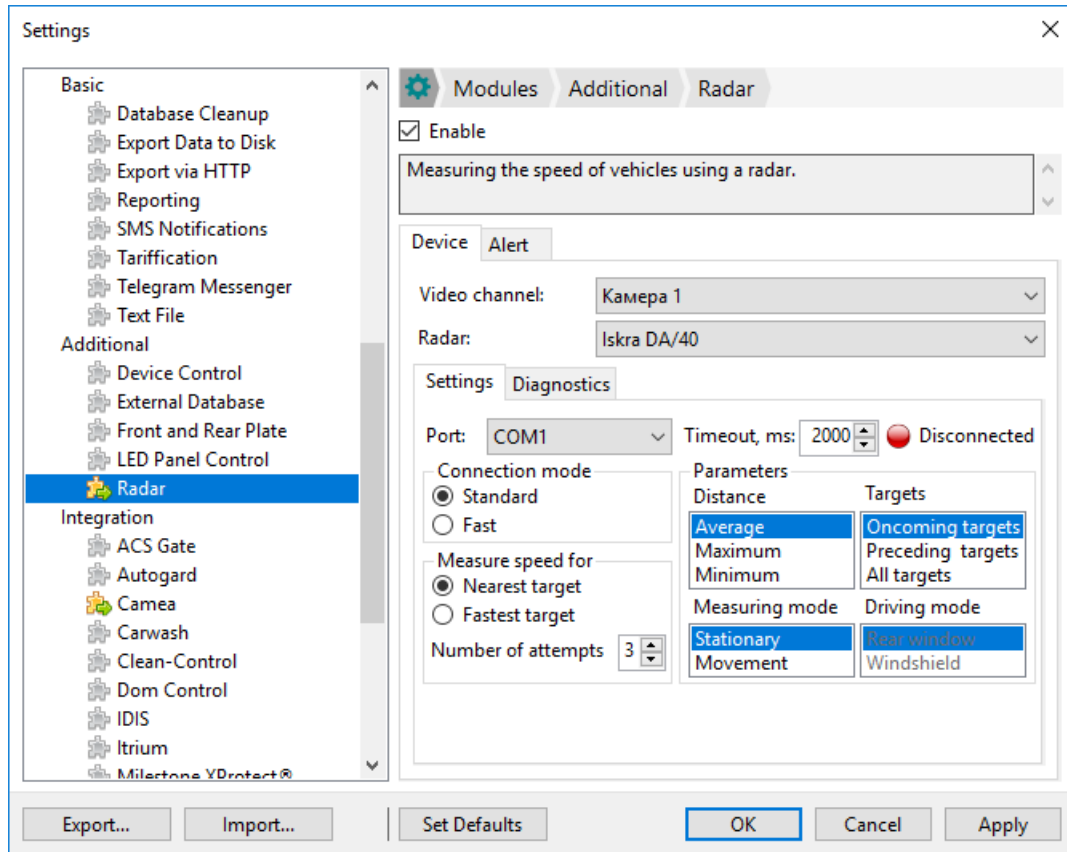 Settings
Basic
Database Cleanup
Export Data to Disk
Export via HTTP
Reporting
SMS Notifications
Tariffication
Telegram Messenger
Text File
Additional
Device Control
External Database
Front and Rear Plate
LED Panel Control
Radar
Integration
ACS Gate
Autogard
Camea
Carwash
Clean-Control
Dom Control
IDIS
Itrium
Milestone XProtect®
Modules Additional Radar
Enable
Measuring the speed of vehicles using a radar.
Device Alert
Video channel: Камера 1
Radar: Iskra DA/40
Settings Diagnostics
Port: COM1 Timeout, ms: 2000 Disconnected
Connection mode
Standard
Fast
Measure speed for
Nearest target
Fastest target
Number of attempts 3
Parameters
Distance
Average
Maximum
Minimum
Targets
Oncoming targets
Preceding targets
All targets
Measuring mode
Stationary
Movement
Driving mode
Rear window
Windshield
Export... Import... Set Defaults OK Cancel Apply